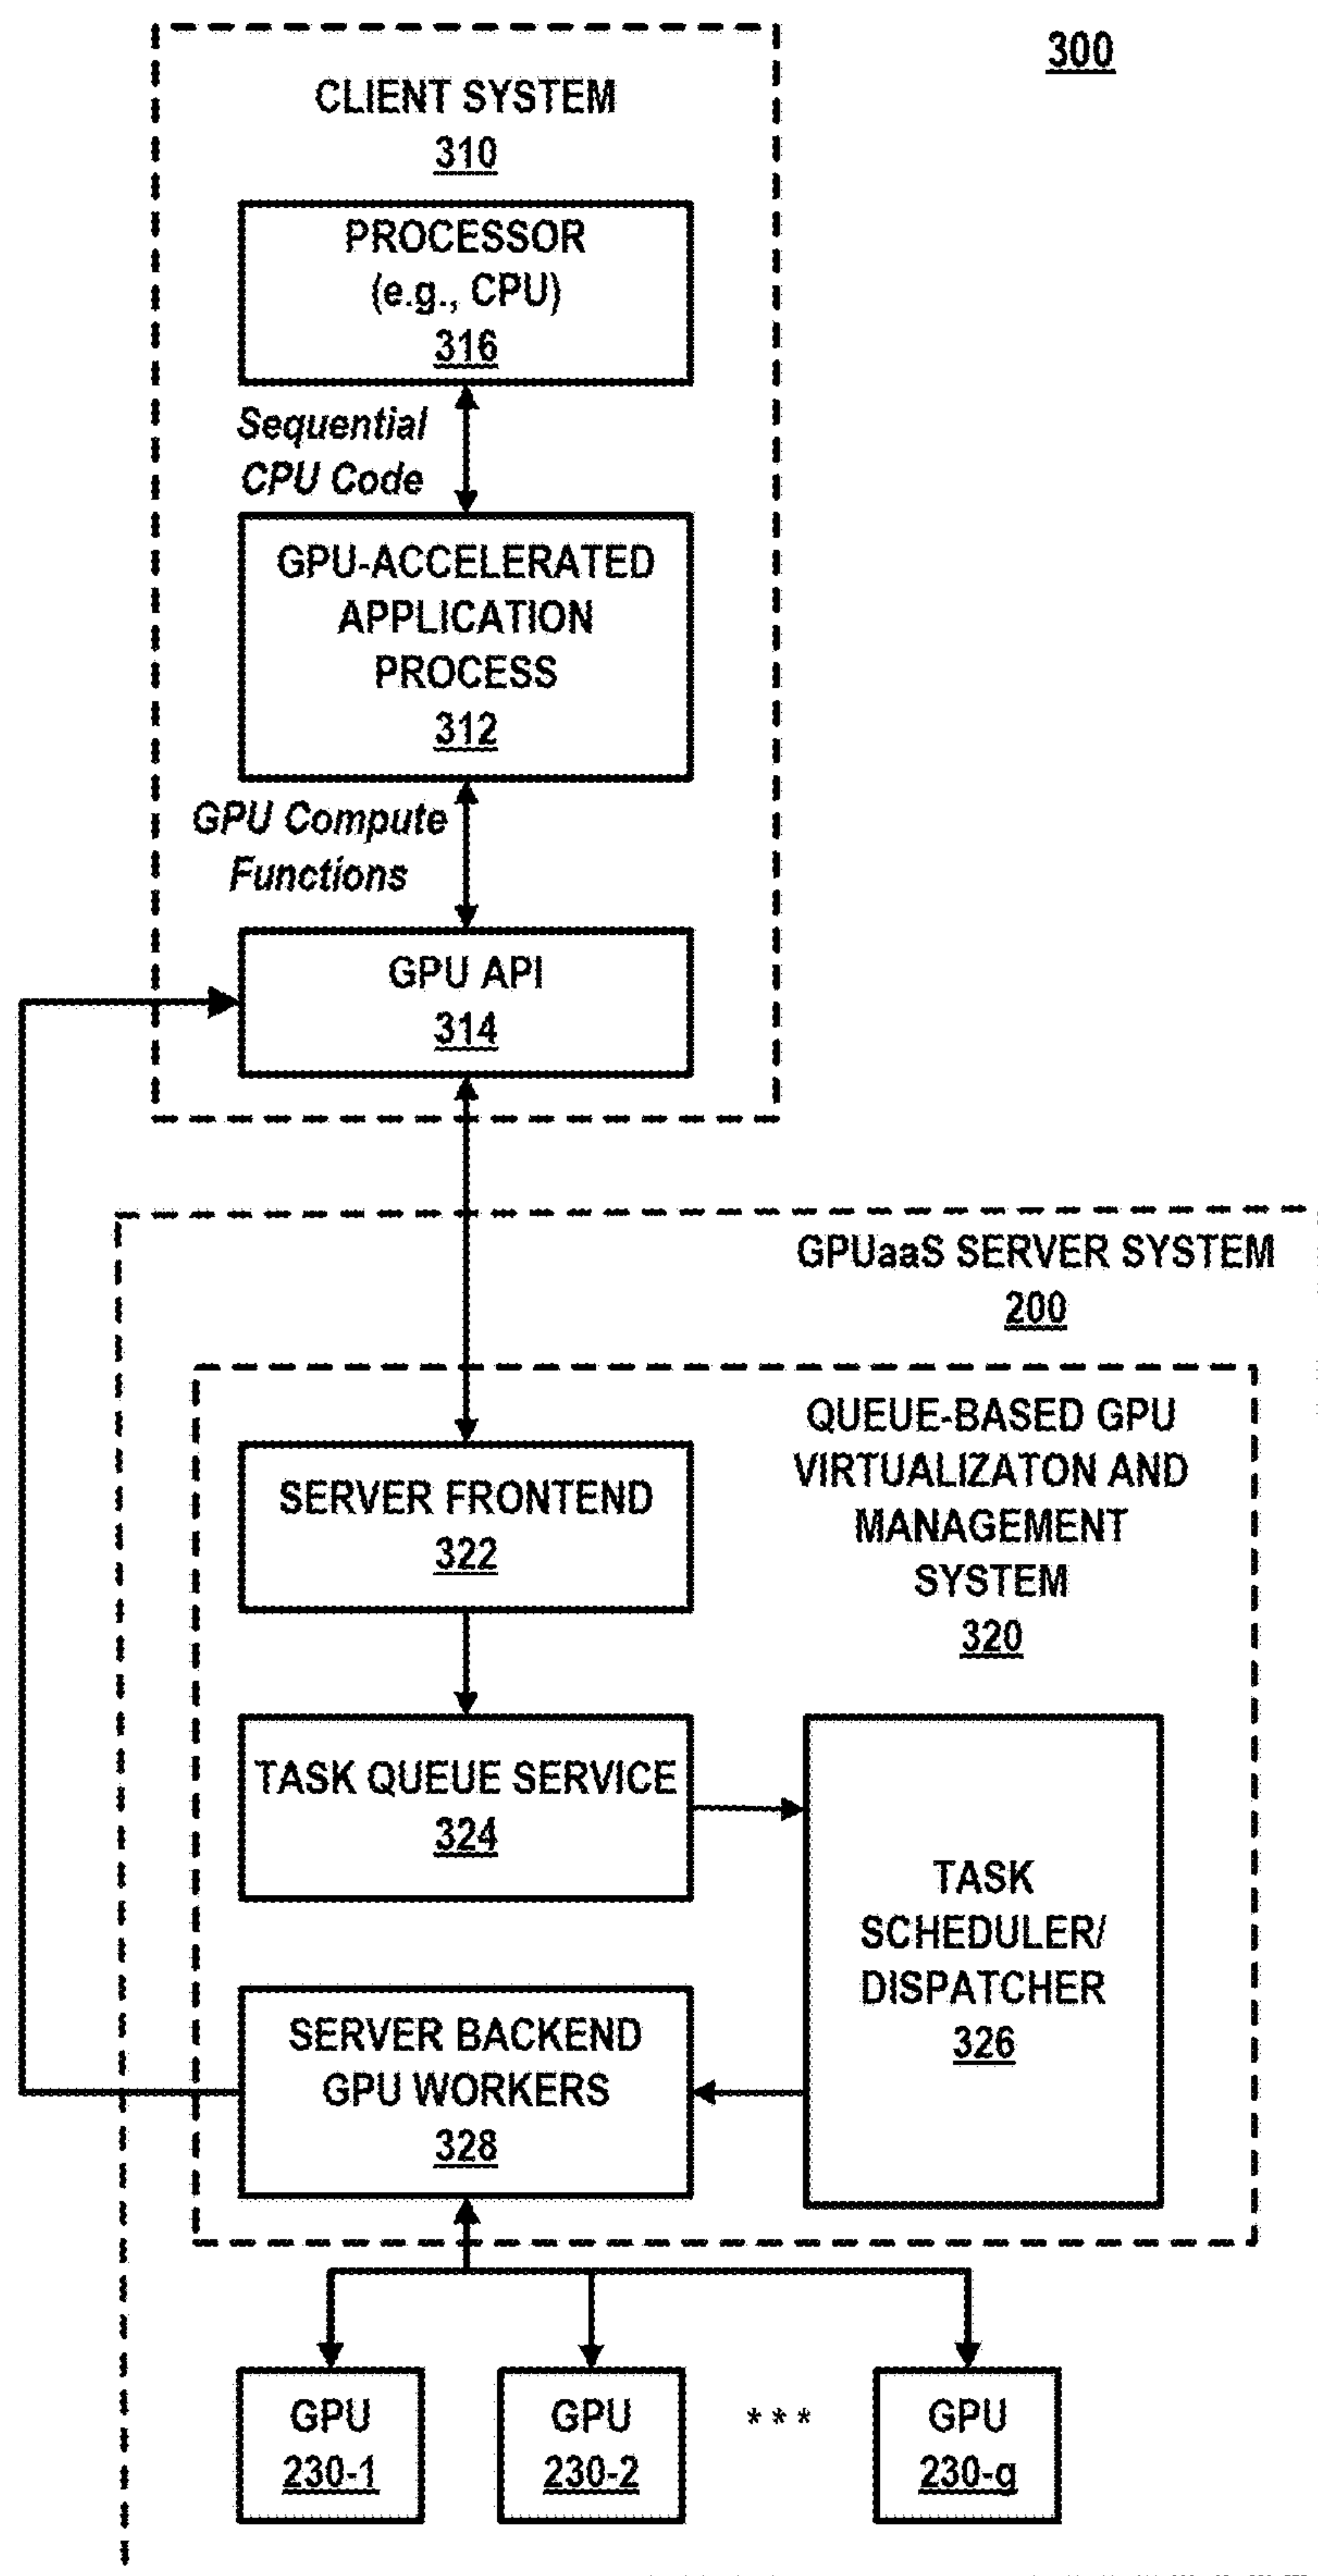 300
CLIENT SYSTEM
310
PROCESSOR
(e.g., CPU)
316
Sequential
CPU Code
GPU-ACCELERATED
APPLICATION
PROCESS
312
GPU Compute
Functions
GPU API
314
GPUaaS SERVER SYSTEM
200
QUEUE-BASED GPU
VIRTUALIZATON AND
MANAGEMENT
SYSTEM
320
SERVER FRONTEND
322
TASK QUEUE SERVICE
324
TASK
SCHEDULER/
DISPATCHER
326
SERVER BACKEND
GPU WORKERS
328
GPU
230-1
GPU
230-2
* * *
GPU
230-g